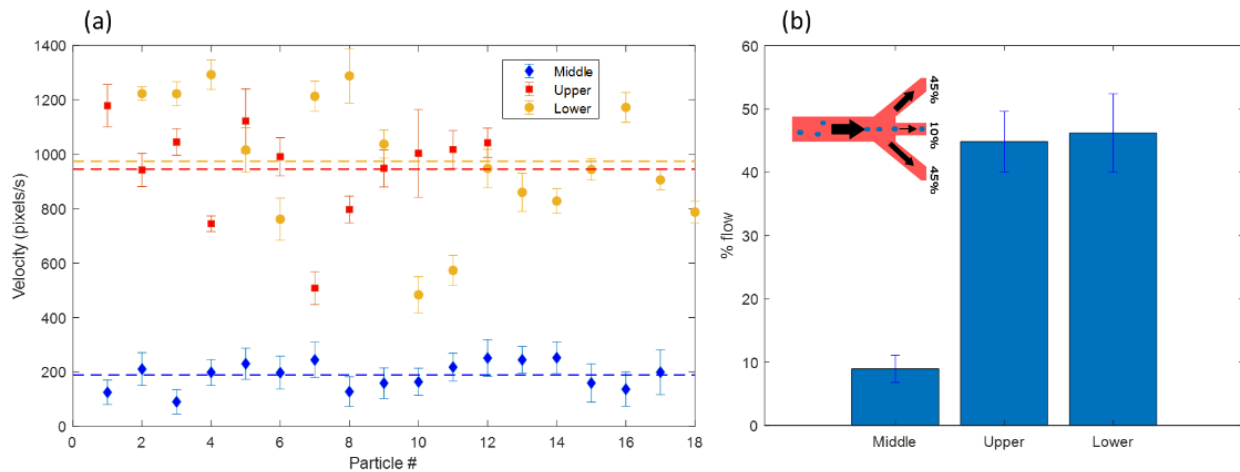 (a)
1400
1200
1000
800
600
400
200
0
Velocity (pixels/s)
0 2 4 6 8 10 12 14 16 18
Particle #
Middle
Upper
Lower
(b)
60
50
40
30
20
10
0
% flow
45%
10%
45%
Middle Upper Lower